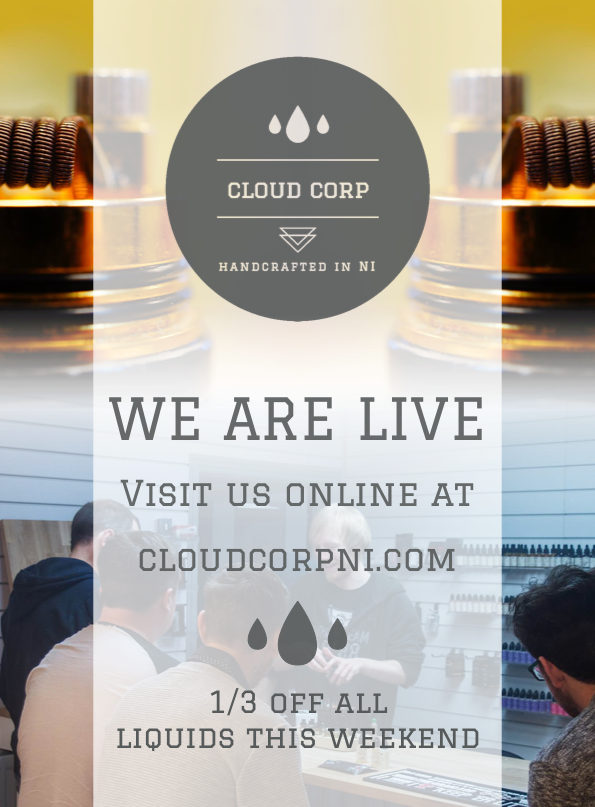 CLOUD CORP
HANDCRAFTED IN NI
WE ARE LIVE
VISIT US ONLINE AT
CLOUDCORPNI.COM
1/3 OFF ALL
LIQUIDS THIS WEEKEND